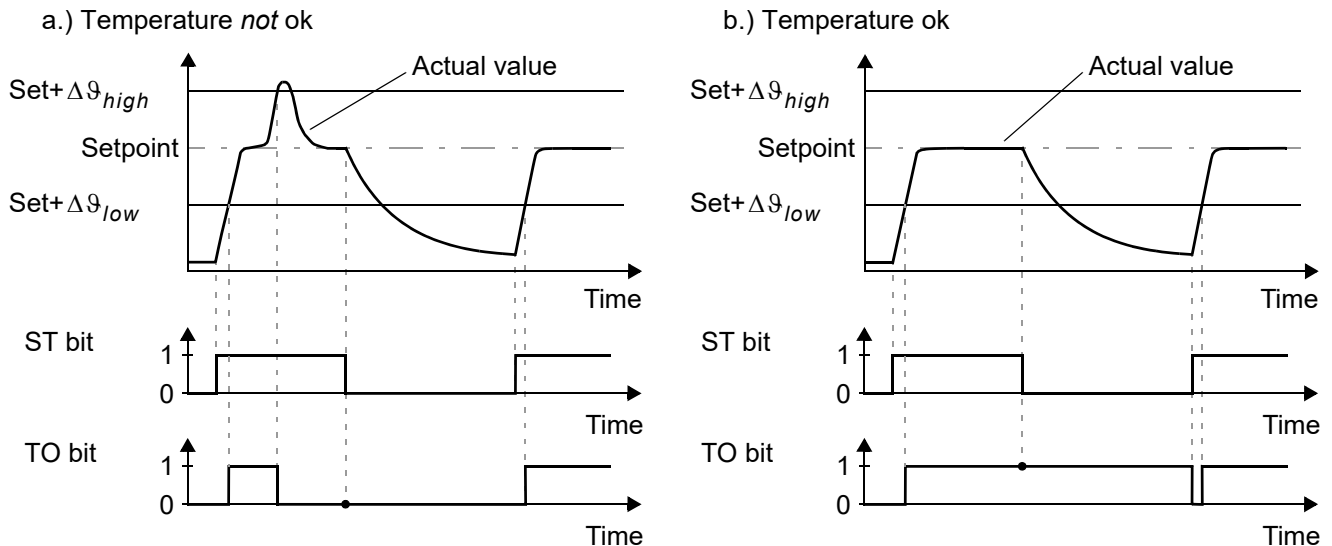 a.) Temperature not ok
Actual value
Set+Δϑhigh
Setpoint
Set+Δϑlow
Time
ST bit
1
0
Time
TO bit
1
0
Time
b.) Temperature ok
Actual value
Set+Δϑhigh
Setpoint
Set+Δϑlow
Time
ST bit
1
0
Time
TO bit
1
0
Time